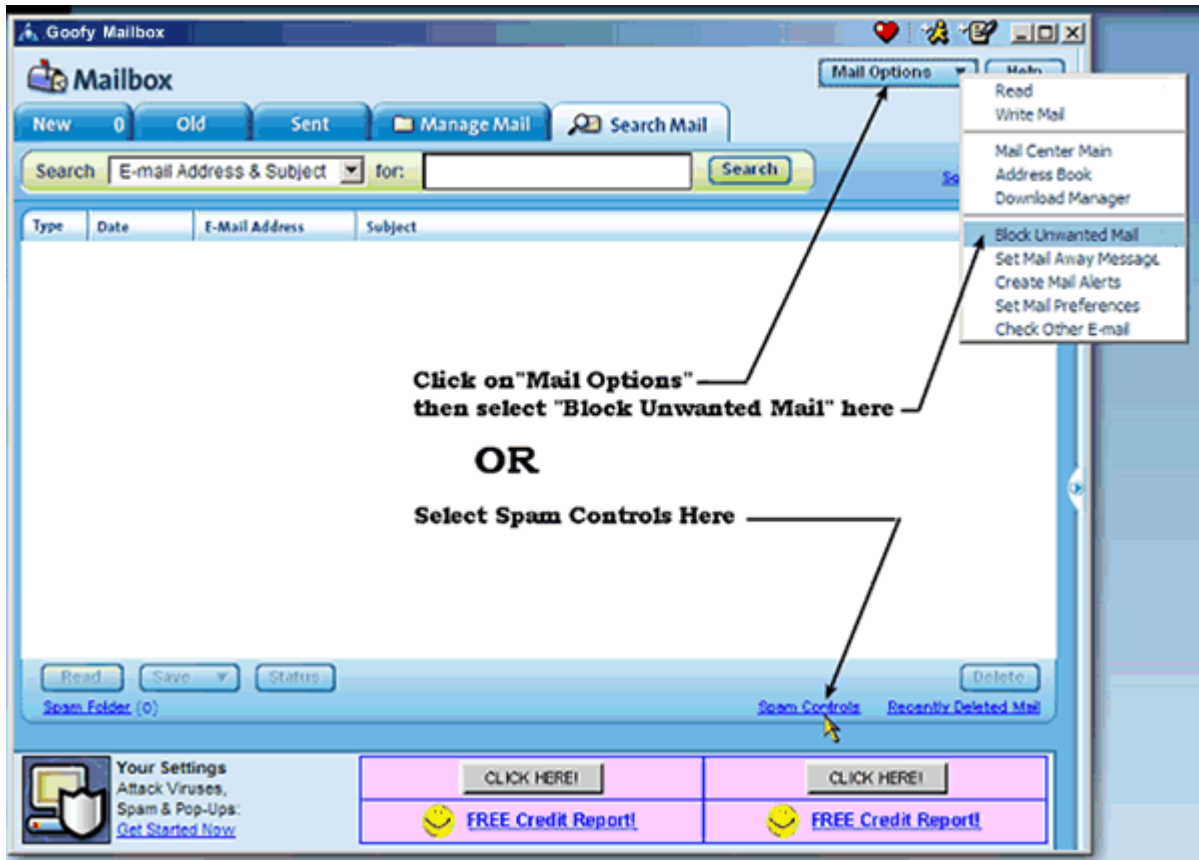 Goofy Mailbox
Mailbox
Mail Options
Help
New 0 Old Sent Manage Mail Search Mail
Search E-mail Address & Subject for: Search
Type Date E-Mail Address Subject
Read
Write Mail
Mail Center Main
Address Book
Download Manager
Block Unwanted Mail
Set Mail Away Message
Create Mail Alerts
Set Mail Preferences
Check Other E-mail
Click on"Mail Options"
then select "Block Unwanted Mail" here
OR
Select Spam Controls Here
Read Save Status Delete
Spam Folder (0) Spam Controls Recently Deleted Mail
Your Settings
Attack Viruses,
Spam & Pop-Ups:
Get Started Now
CLICK HERE! CLICK HERE!
FREE Credit Report! FREE Credit Report!